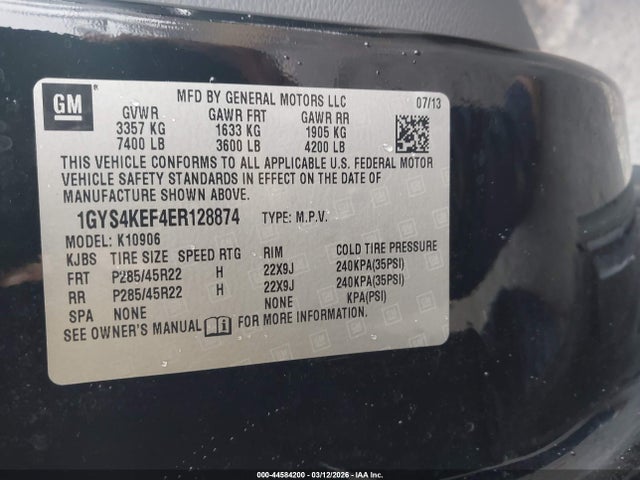 GM
MFD BY GENERAL MOTORS LLC 07/13
GVWR GAWR FRT GAWR RR
3357 KG 1633 KG 1905 KG
7400 LB 3600 LB 4200 LB
THIS VEHICLE CONFORMS TO ALL APPLICABLE U.S. FEDERAL MOTOR
VEHICLE SAFETY STANDARDS IN EFFECT ON THE DATE OF
MANUFACTURE SHOWN ABOVE.
1GYS4KEF4ER128874 TYPE: M.P.V.
MODEL: K10906
KJBS TIRE SIZE SPEED RTG RIM COLD TIRE PRESSURE
FRT P285/45R22 H 22X9J 240KPA(35PSI)
RR P285/45R22 H 22X9J 240KPA(35PSI)
SPA NONE NONE KPA(PSI)
SEE OWNER'S MANUAL FOR MORE INFORMATION.
000-44584200 - 03/12/2026 - IAA Inc.